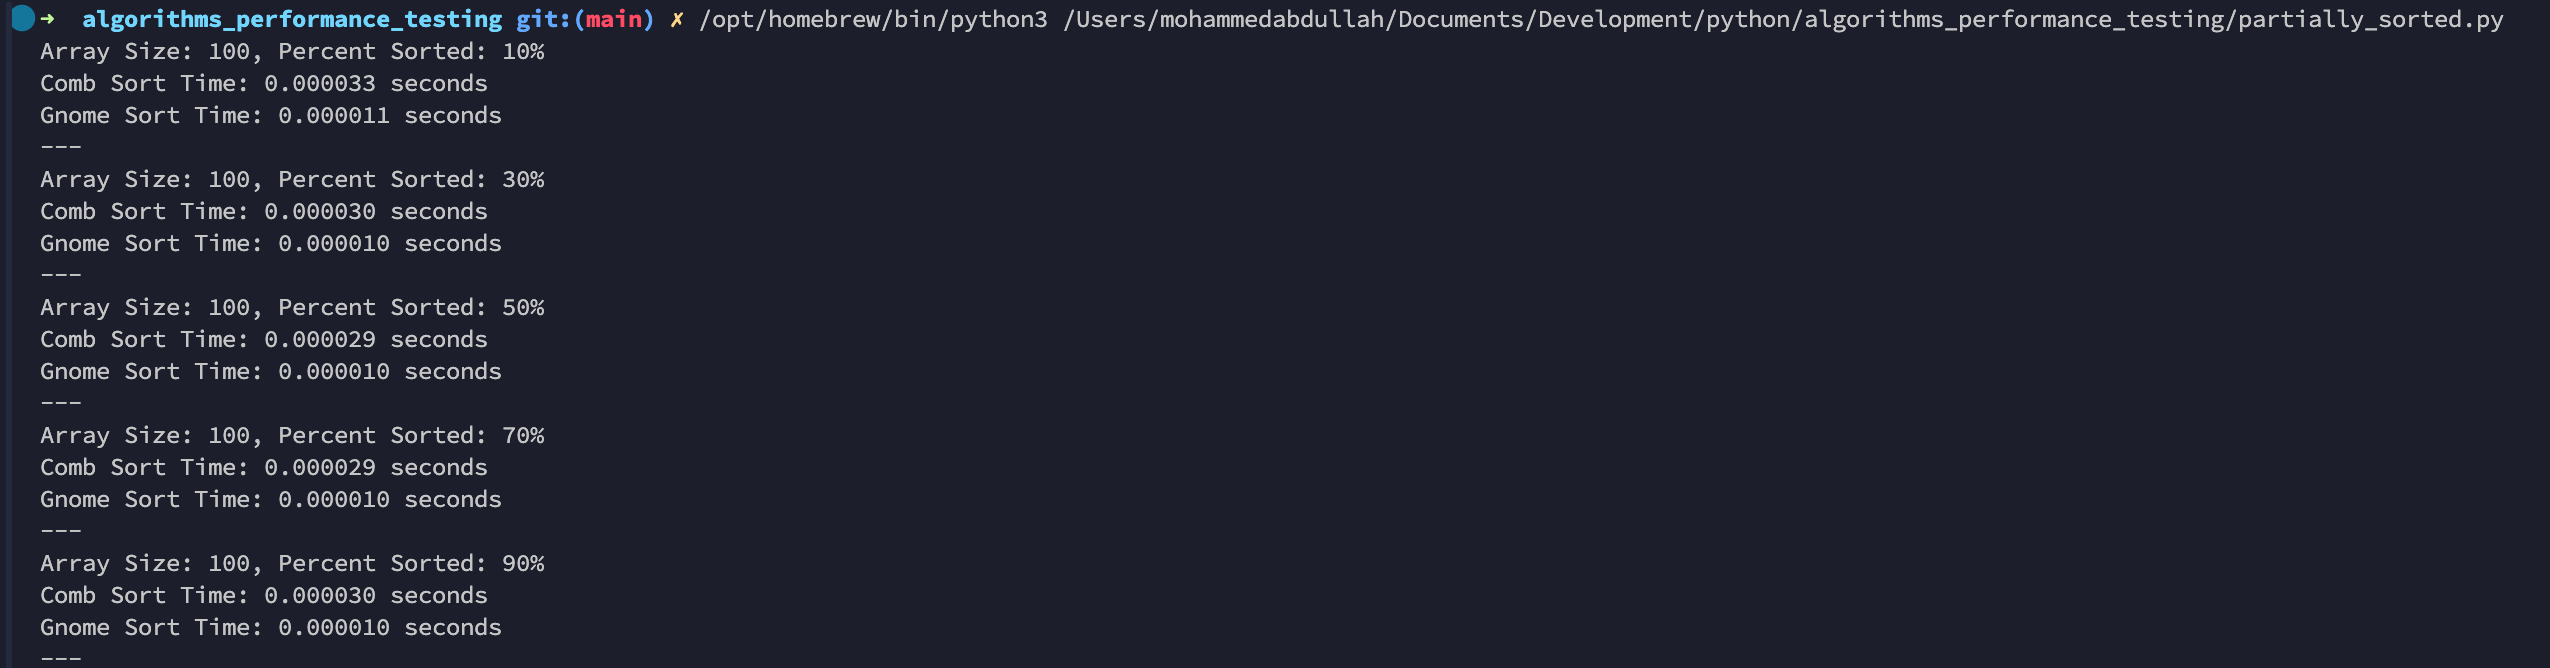 ➜ algorithms_performance_testing git:(main) ✗ /opt/homebrew/bin/python3 /Users/mohammedabdullah/Documents/Development/python/algorithms_performance_testing/partially_sorted.py
Array Size: 100, Percent Sorted: 10%
Comb Sort Time: 0.000033 seconds
Gnome Sort Time: 0.000011 seconds
---
Array Size: 100, Percent Sorted: 30%
Comb Sort Time: 0.000030 seconds
Gnome Sort Time: 0.000010 seconds
---
Array Size: 100, Percent Sorted: 50%
Comb Sort Time: 0.000029 seconds
Gnome Sort Time: 0.000010 seconds
---
Array Size: 100, Percent Sorted: 70%
Comb Sort Time: 0.000029 seconds
Gnome Sort Time: 0.000010 seconds
---
Array Size: 100, Percent Sorted: 90%
Comb Sort Time: 0.000030 seconds
Gnome Sort Time: 0.000010 seconds
---